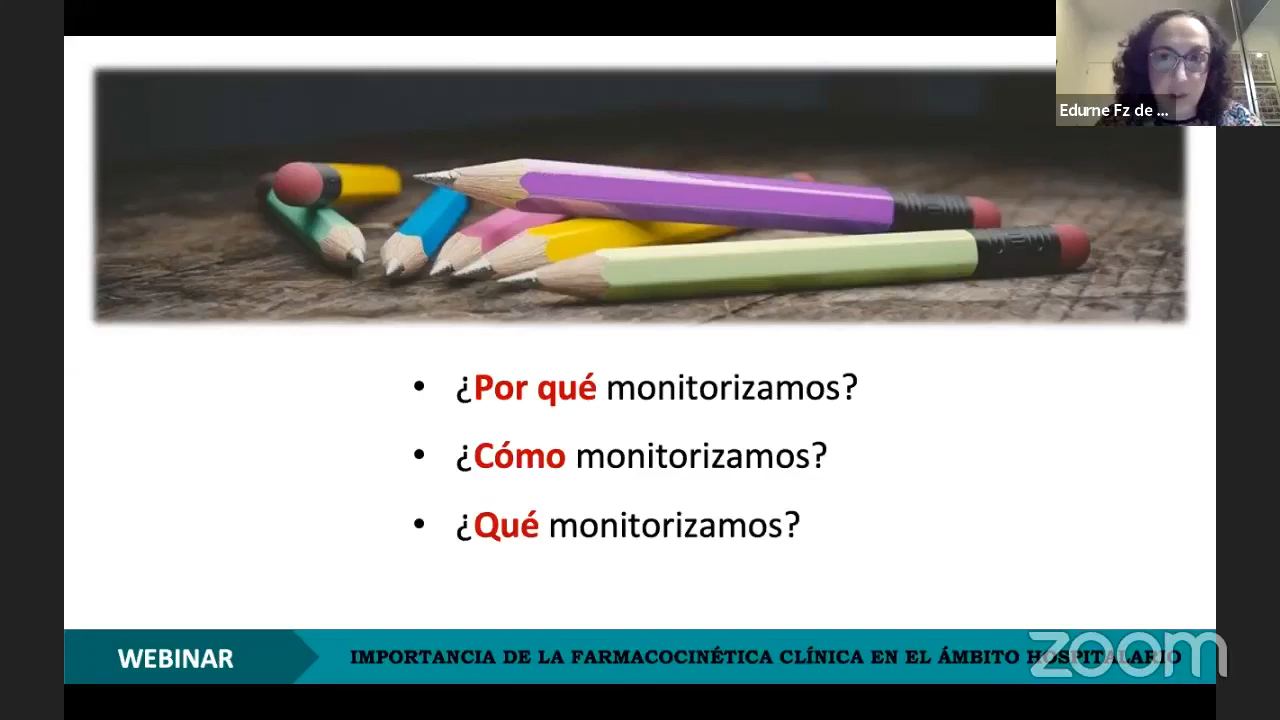 Edurne Fz de ...
• ¿Por qué monitorizamos?
• ¿Cómo monitorizamos?
• ¿Qué monitorizamos?
WEBINAR
IMPORTANCIA DE LA FARMACOCINÉTICA CLÍNICA EN EL ÁMBITO HOSPITALARIO
zoom